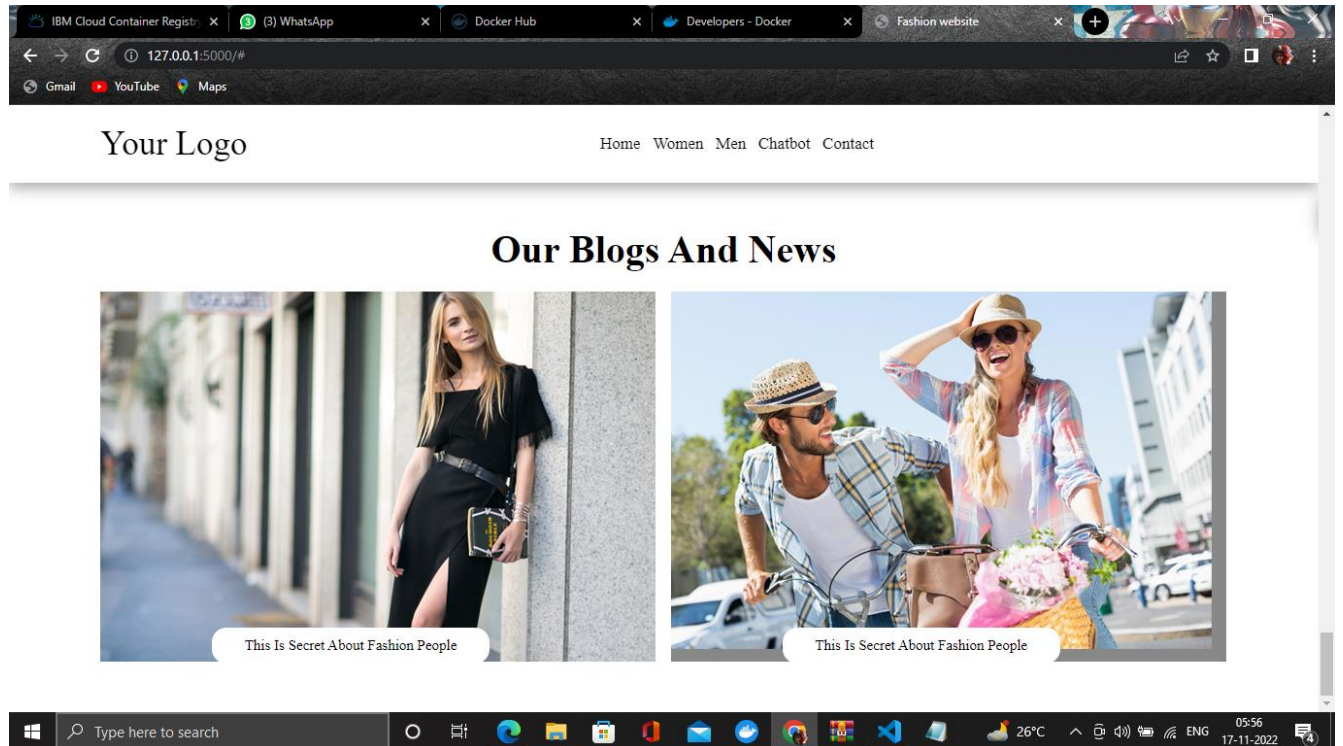 IBM Cloud Container Registr
(3) WhatsApp
Docker Hub
Developers - Docker
Fashion website
127.0.0.1:5000/#
Gmail YouTube Maps
Your Logo
Home Women Men Chatbot Contact
Our Blogs And News
This Is Secret About Fashion People
This Is Secret About Fashion People
Type here to search
26°C
ENG
05:56
17-11-2022
4